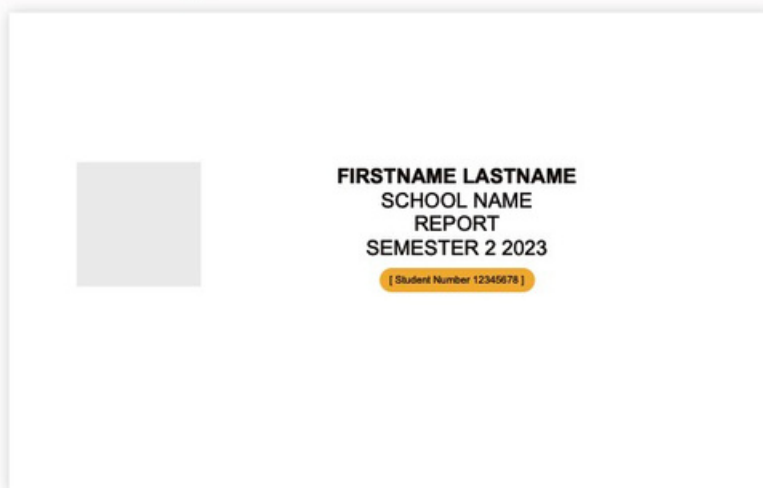 FIRSTNAME LASTNAME
SCHOOL NAME
REPORT
SEMESTER 2 2023
[ Student Number 12345678 ]